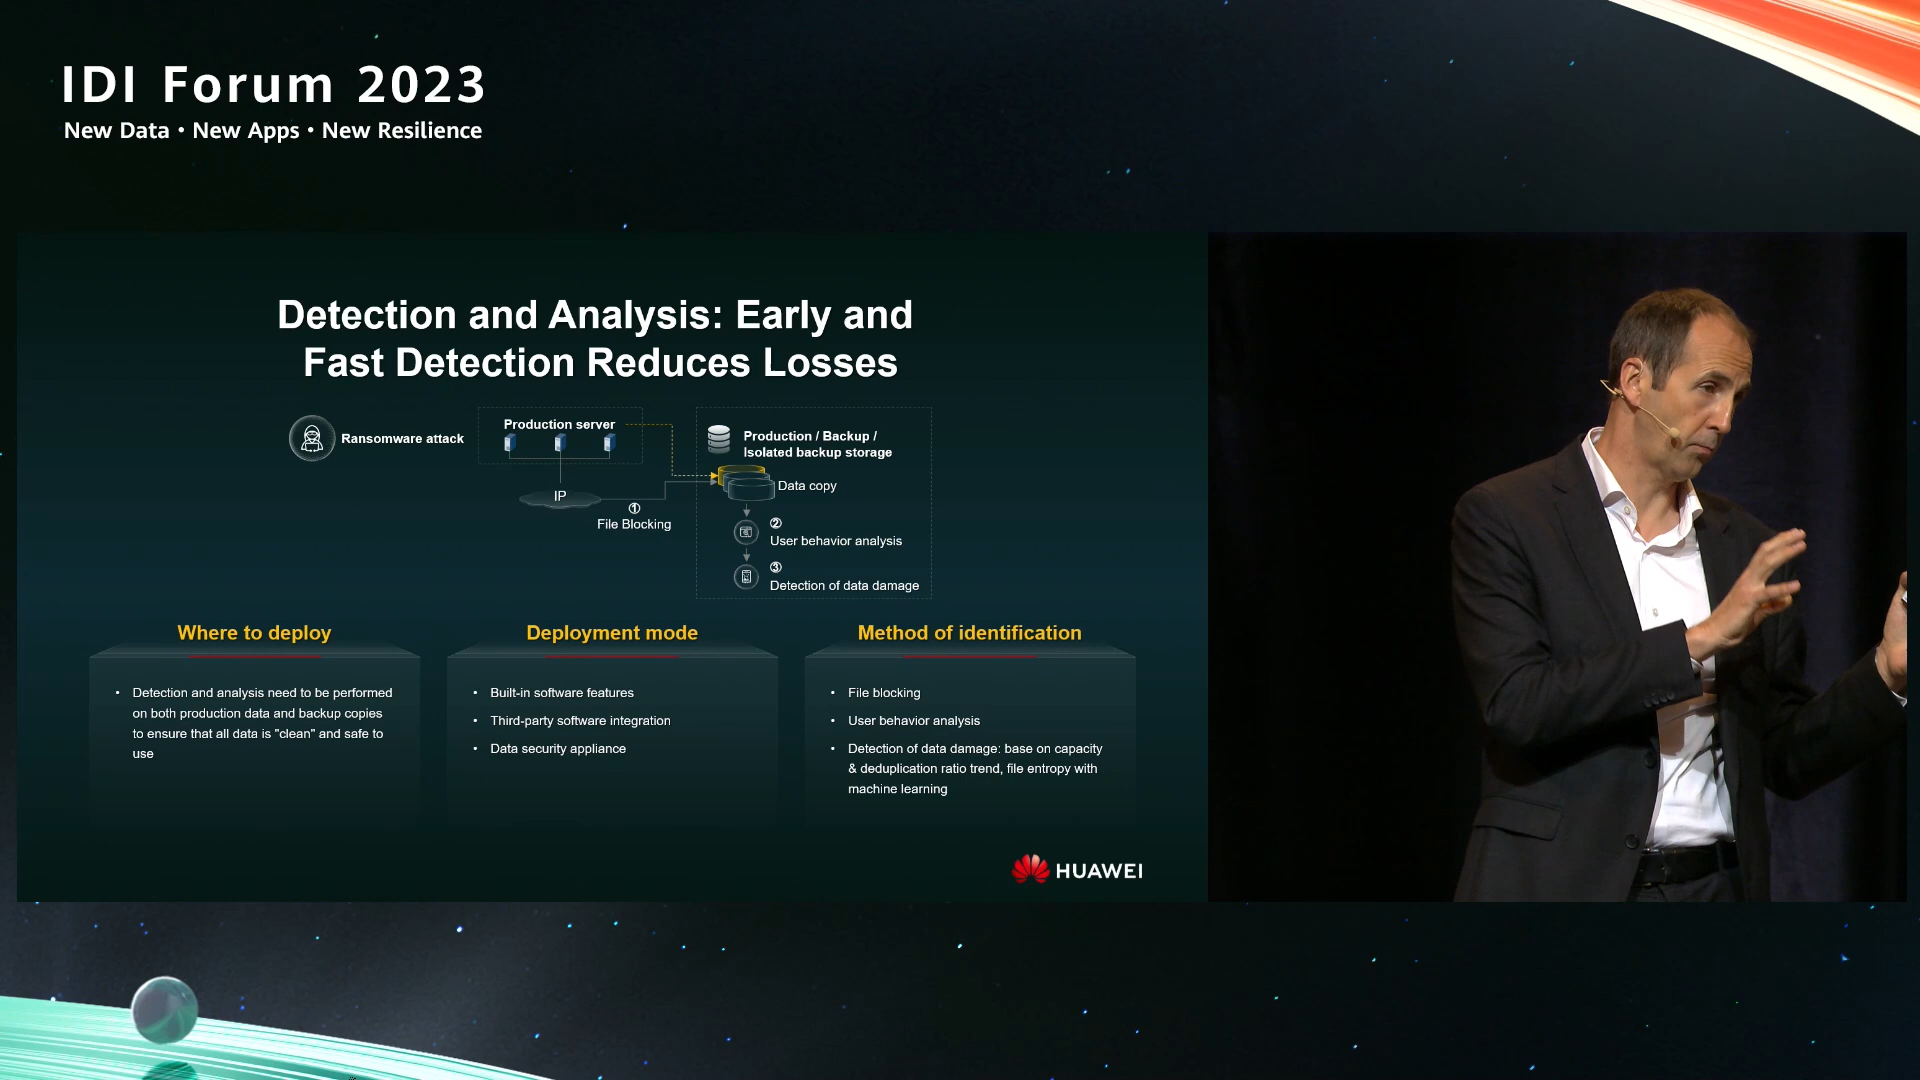 IDI Forum 2023
New Data • New Apps • New Resilience
Detection and Analysis: Early and
Fast Detection Reduces Losses
Ransomware attack
Production server
IP
①
File Blocking
Production / Backup /
Isolated backup storage
Data copy
②
User behavior analysis
③
Detection of data damage
Where to deploy
• Detection and analysis need to be performed
on both production data and backup copies
to ensure that all data is "clean" and safe to
use
Deployment mode
• Built-in software features
• Third-party software integration
• Data security appliance
Method of identification
• File blocking
• User behavior analysis
• Detection of data damage: base on capacity
& deduplication ratio trend, file entropy with
machine learning
HUAWEI